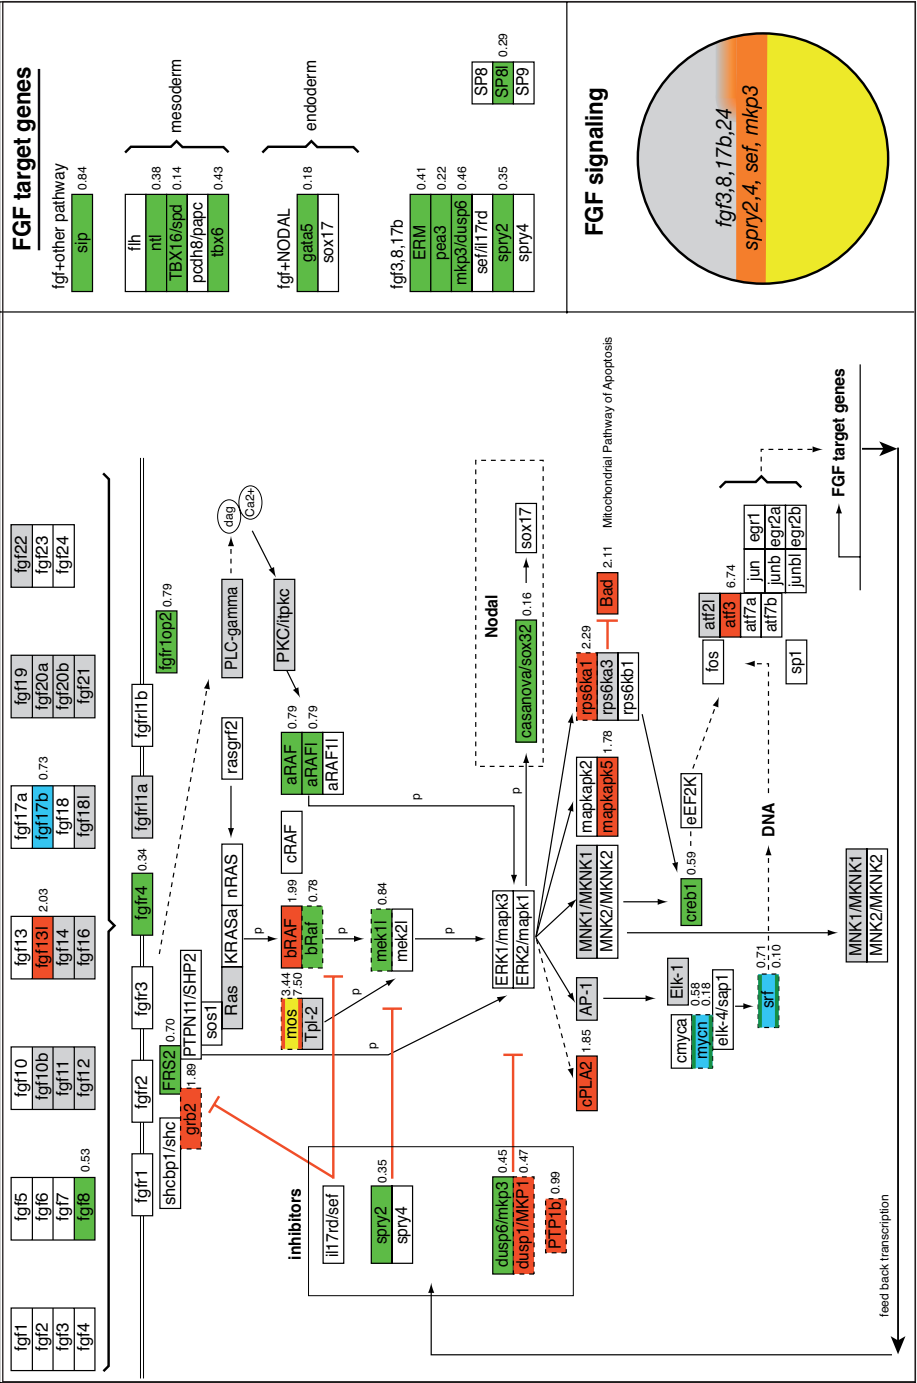 fgf1
fgf2
fgf3
fgf4
fgf5
fgf6
fgf7
fgf8
0.53
fgf10
fgf10b
fgf11
fgf12
fgf13
fgf13l
2.03
fgf14
fgf16
fgf17a
fgf17b
0.73
fgf18
fgf18l
fgf19
fgf20a
fgf20b
fgf21
fgf22
fgf23
fgf24
fgfr1
fgfr2
fgfr3
fgfr4
0.34
fgfrl1a
fgfrl1b
fgfr1op2
0.79
shcbp1/shc
FRS2
0.70
grb2
1.89
PTPN11/SHP2
sos1
Ras
KRASa
nRAS
rasgrf2
PLC-gamma
dag
Ca2+
PKC/itpkc
mos
3.44
7.50
Tpl-2
bRAF
1.99
bRaf
0.78
cRAF
aRAF
0.79
aRAFl
0.79
aRAF1l
p
p
p
p
p
p
p
mek1l
0.84
mek2l
ERK1/mapk3
ERK2/mapk1
Nodal
casanova/sox32
0.16
sox17
inhibitors
il17rd/sef
spry2
0.35
spry4
dusp6/mkp3
0.45
dusp1/MKP1
0.47
PTP1b
0.99
cPLA2
1.85
AP-1
MNK1/MKNK1
MNK2/MKNK2
mapkapk2
mapkapk5
1.78
rps6ka1
2.29
rps6ka3
rps6kb1
Bad
2.11
Mitochondrial Pathway of Apoptosis
Elk-1
cmyca
0.58
mycn
0.18
elk-4/sap1
creb1
0.59
eEF2K
fos
atf2l
atf3
6.74
atf7a
atf7b
jun
junb
junbl
egr1
egr2a
egr2b
sp1
srf
0.71
0.10
DNA
FGF target genes
MNK1/MKNK1
MNK2/MKNK2
feed back transcription
FGF target genes
fgf+other pathway
sip
0.84
flh
ntl
0.38
TBX16/spd
0.14
pcdh8/papc
tbx6
0.43
mesoderm
fgf+NODAL
gata5
0.18
sox17
endoderm
fgf3,8,17b
ERM
0.41
pea3
0.22
mkp3/dusp6
0.46
sef/il17rd
spry2
0.35
spry4
SP8
SP8l
0.29
SP9
FGF signaling
fgf3,8,17b,24
spry2,4, sef, mkp3